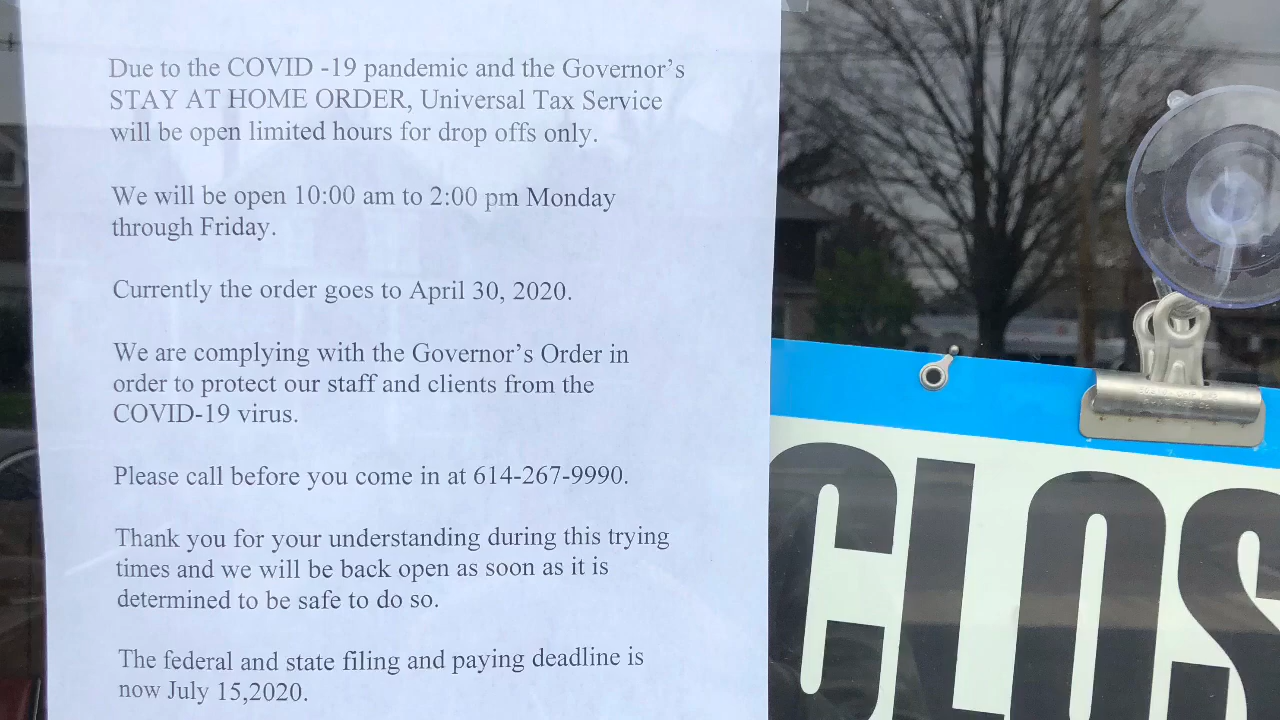 Due to the COVID -19 pandemic and the Governor's
STAY AT HOME ORDER, Universal Tax Service
will be open limited hours for drop offs only.
We will be open 10:00 am to 2:00 pm Monday
through Friday.
Currently the order goes to April 30, 2020.
We are complying with the Governor's Order in
order to protect our staff and clients from the
COVID-19 virus.
Please call before you come in at 614-267-9990.
Thank you for your understanding during this trying
times and we will be back open as soon as it is
determined to be safe to do so.
The federal and state filing and paying deadline is
now July 15,2020.
CLOS